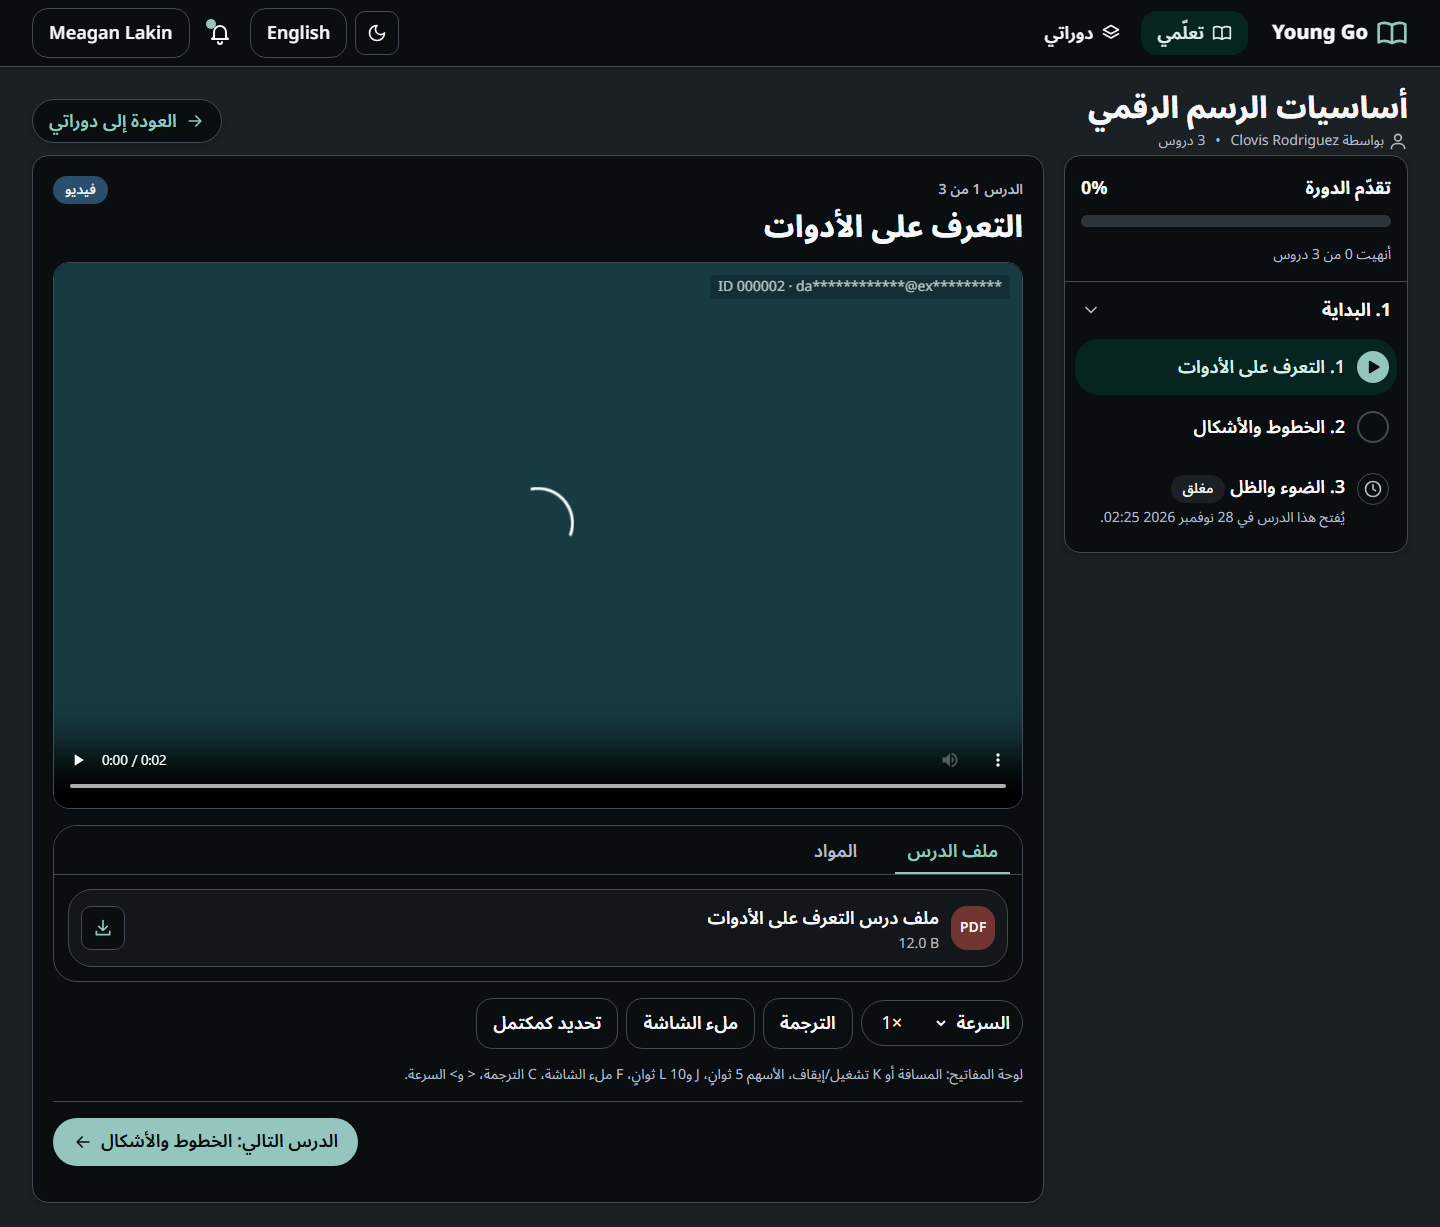 Young Go
تعلّمي
دوراتي
English
Meagan Lakin
أساسيات الرسم الرقمي
بواسطة Clovis Rodriguez • 3 دروس
العودة إلى دوراتي
تقدّم الدورة
0%
أنهيت 0 من 3 دروس
1. البداية
1. التعرف على الأدوات
2. الخطوط والأشكال
3. الضوء والظل
مغلق
يُفتح هذا الدرس في 28 نوفمبر 2026 02:25.
الدرس 1 من 3
فيديو
التعرف على الأدوات
ID 000002 · da************@ex*********
0:00 / 0:02
ملف الدرس
المواد
PDF
ملف درس التعرف على الأدوات
12.0 B
السرعة
1×
الترجمة
ملء الشاشة
تحديد كمكتمل
لوحة المفاتيح: المسافة أو K تشغيل/إيقاف، الأسهم 5 ثوانٍ، J وL 10 ثوانٍ، F ملء الشاشة، C الترجمة، < و> السرعة.
الدرس التالي: الخطوط والأشكال